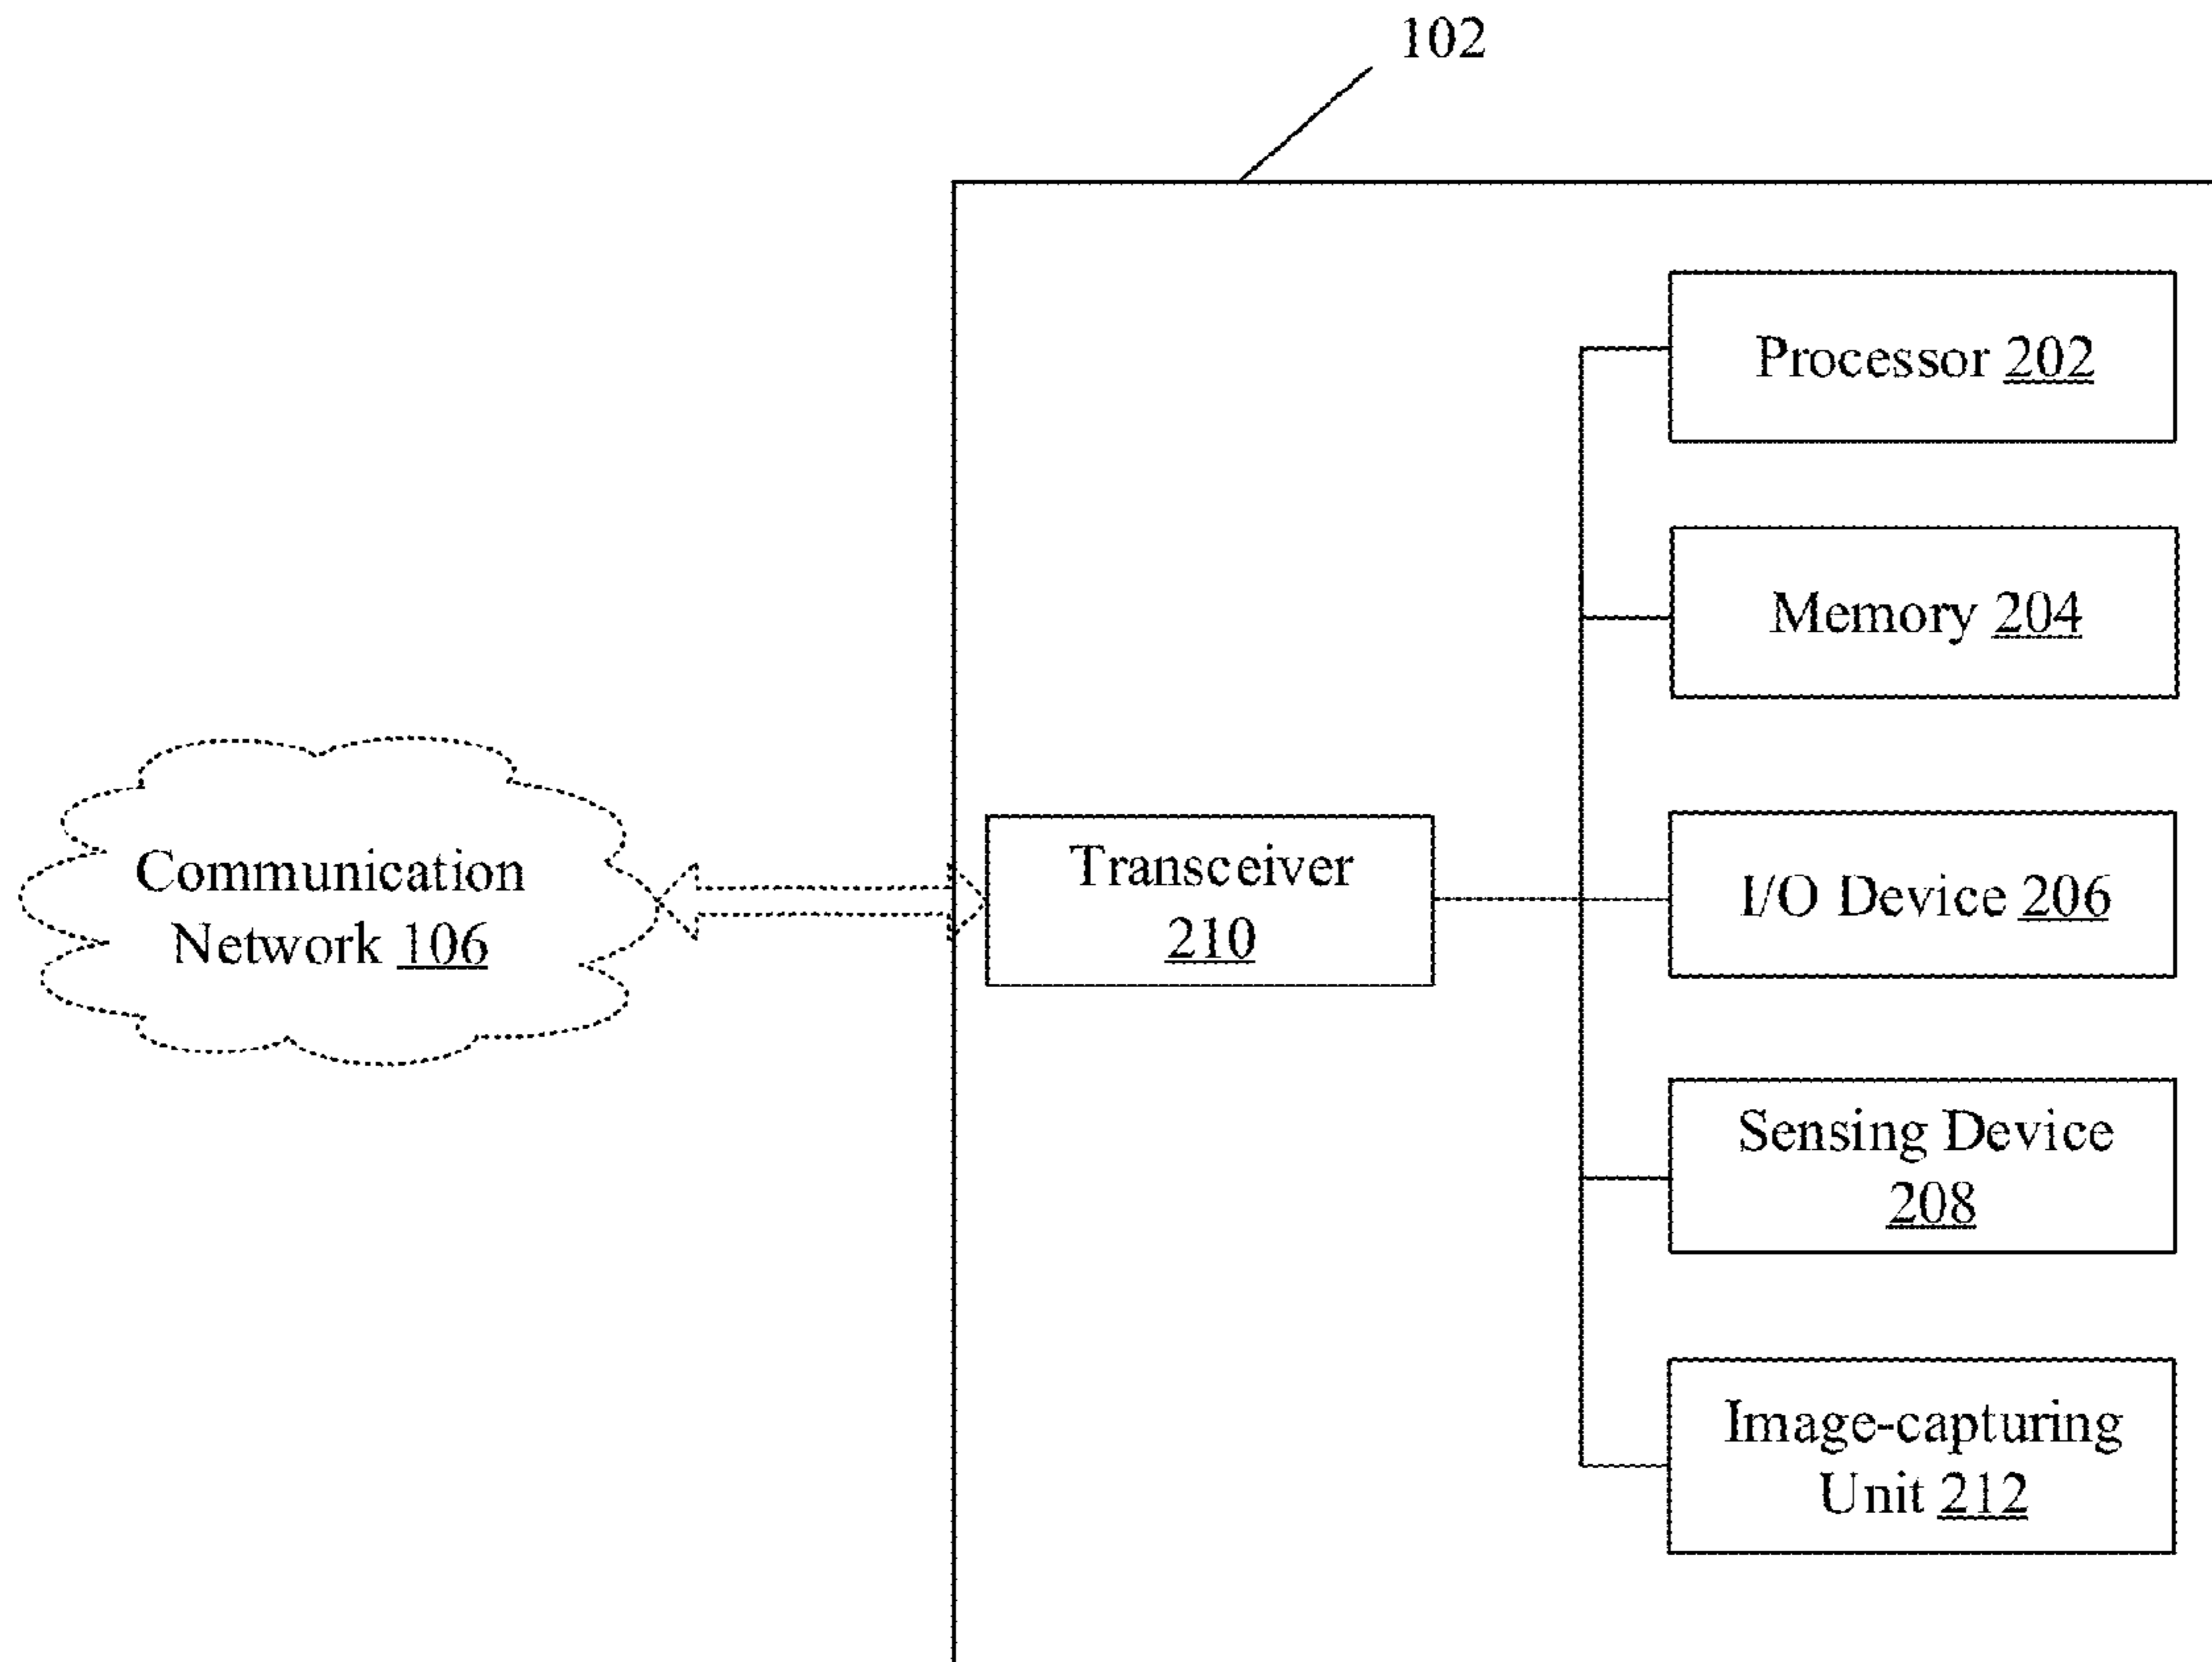 102
Processor 202
Memory 204
Communication
Network 106
Transceiver
210
I/O Device 206
Sensing Device
208
Image-capturing
Unit 212